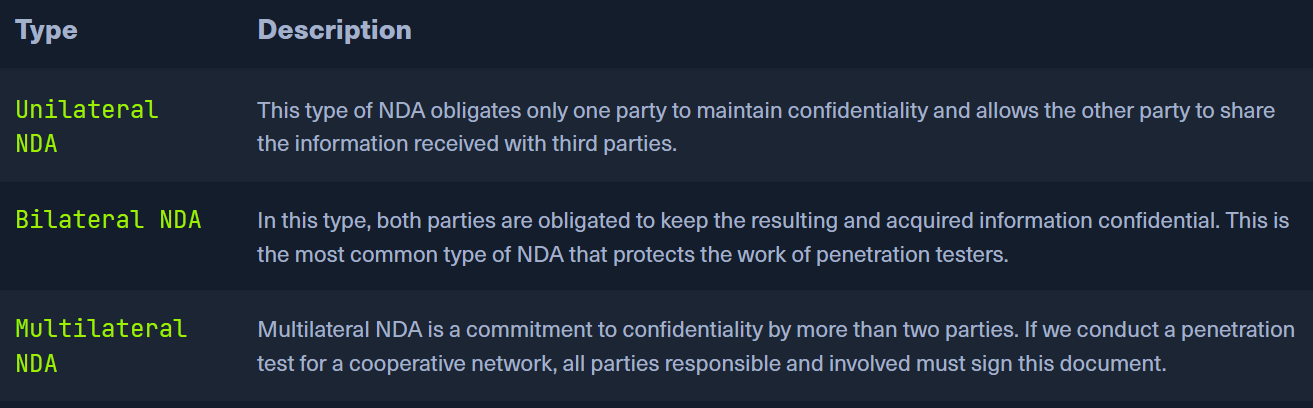 Type Description
Unilateral NDA This type of NDA obligates only one party to maintain confidentiality and allows the other party to share
the information received with third parties.
Bilateral NDA In this type, both parties are obligated to keep the resulting and acquired information confidential. This is
the most common type of NDA that protects the work of penetration testers.
Multilateral NDA Multilateral NDA is a commitment to confidentiality by more than two parties. If we conduct a penetration
test for a cooperative network, all parties responsible and involved must sign this document.